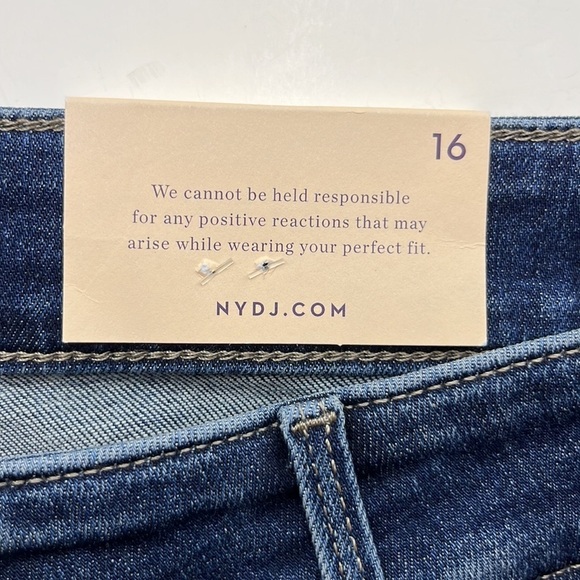 16
We cannot be held responsible
for any positive reactions that may
arise while wearing your perfect fit.
NYDJ.COM